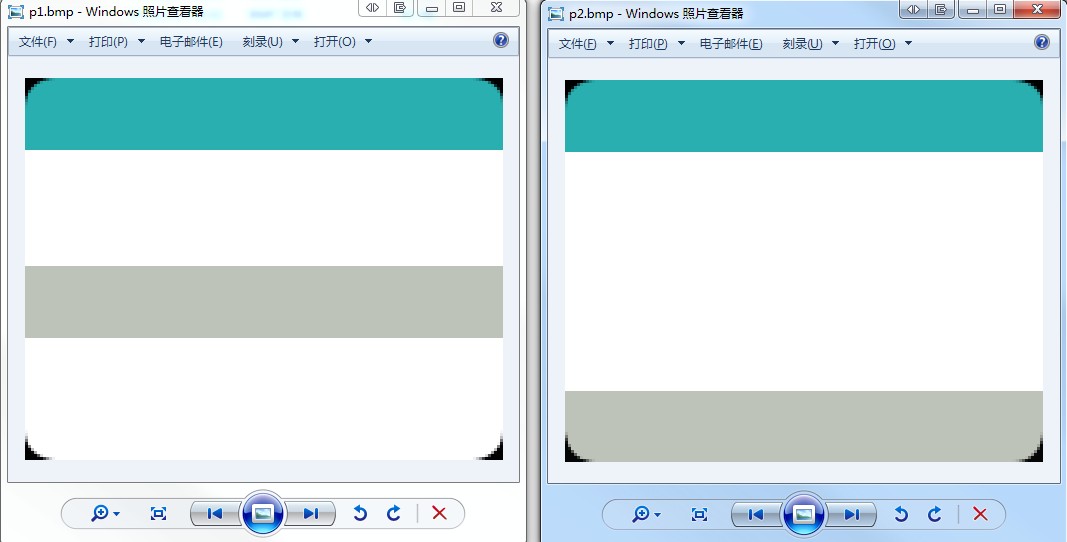 p1.bmp - Windows 照片查看器
文件(F) 打印(P) 电子邮件(E) 刻录(U) 打开(O)
p2.bmp - Windows 照片查看器
文件(F) 打印(P) 电子邮件(E) 刻录(U) 打开(O)